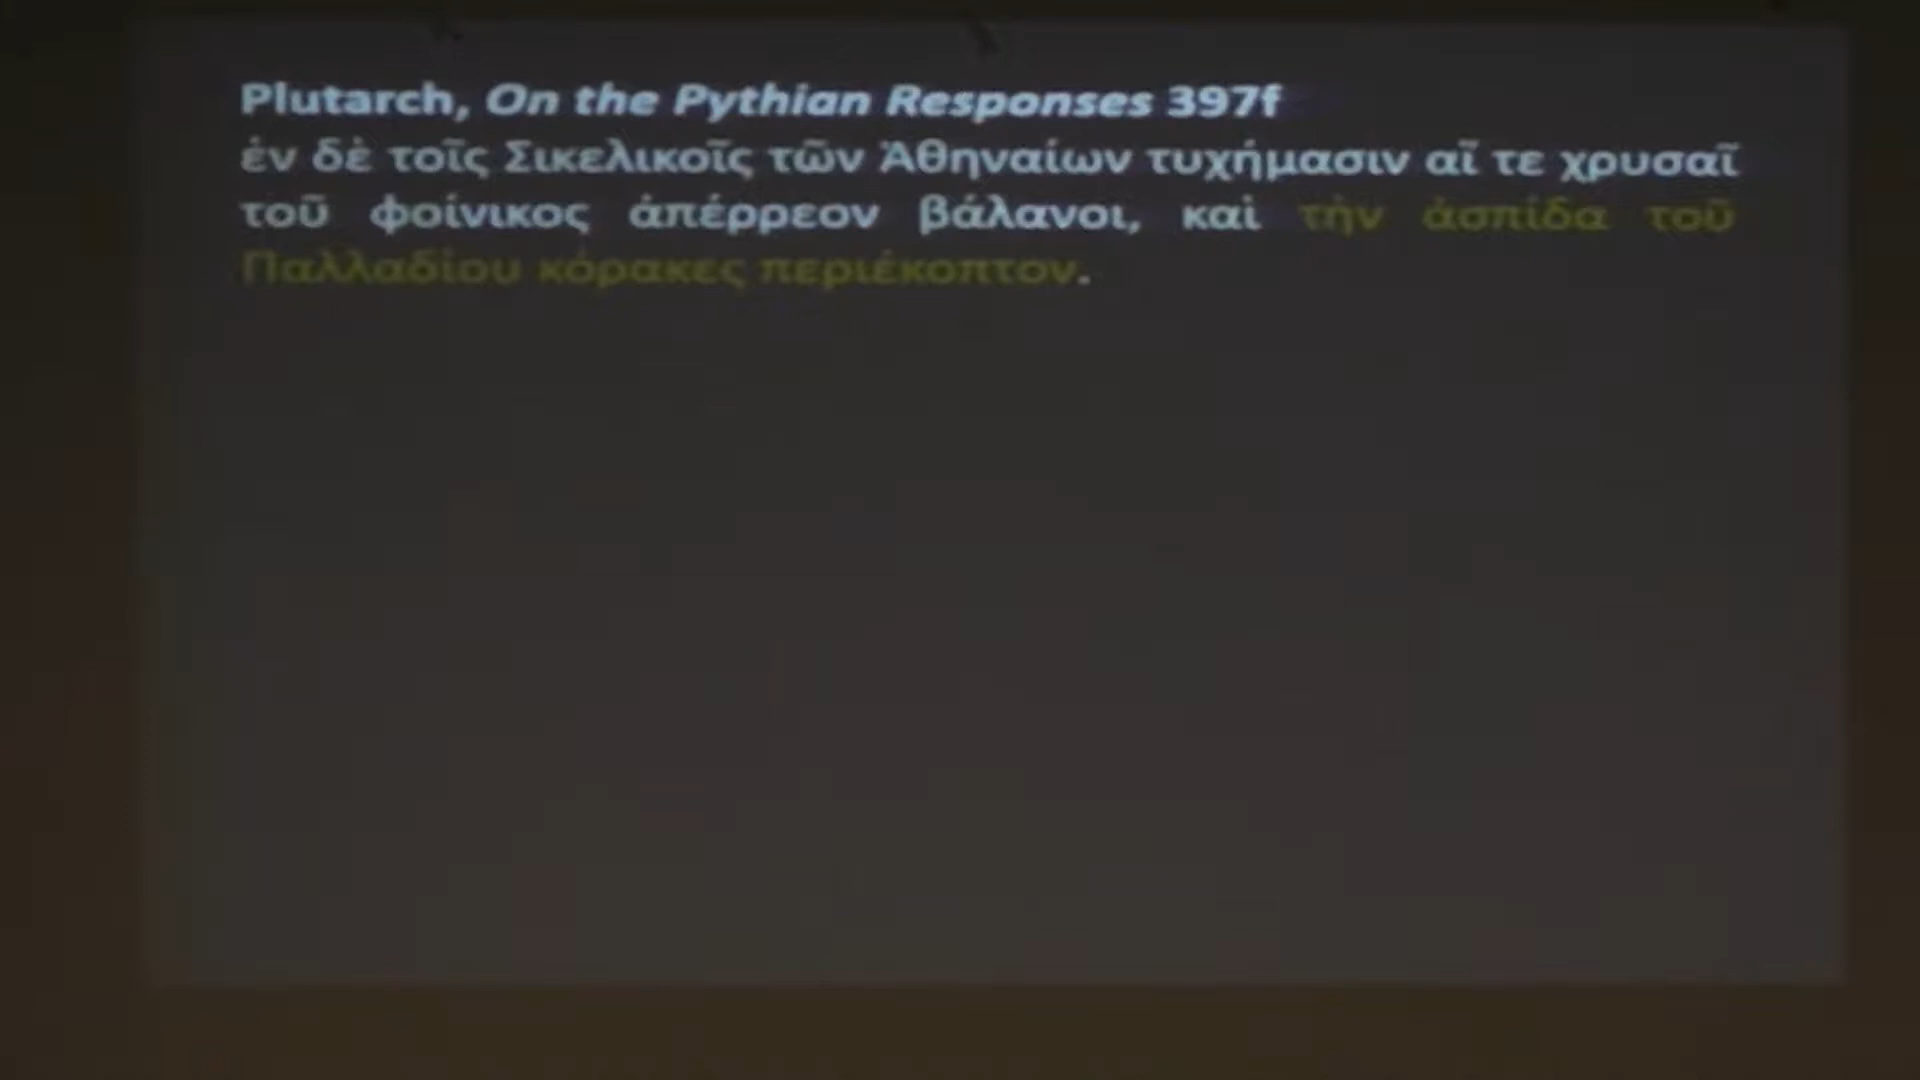 Plutarch, On the Pythian Responses 397f
ἐν δὲ τοῖς Σικελικοῖς τῶν Ἀθηναίων τυχήμασιν αἵ τε χρυσαῖ
τοῦ φοίνικος ἀπέρρεον βάλανοι, καὶ τὴν ἀσπίδα τοῦ
Παλλαδίου κόρακες περιέκοπτον.